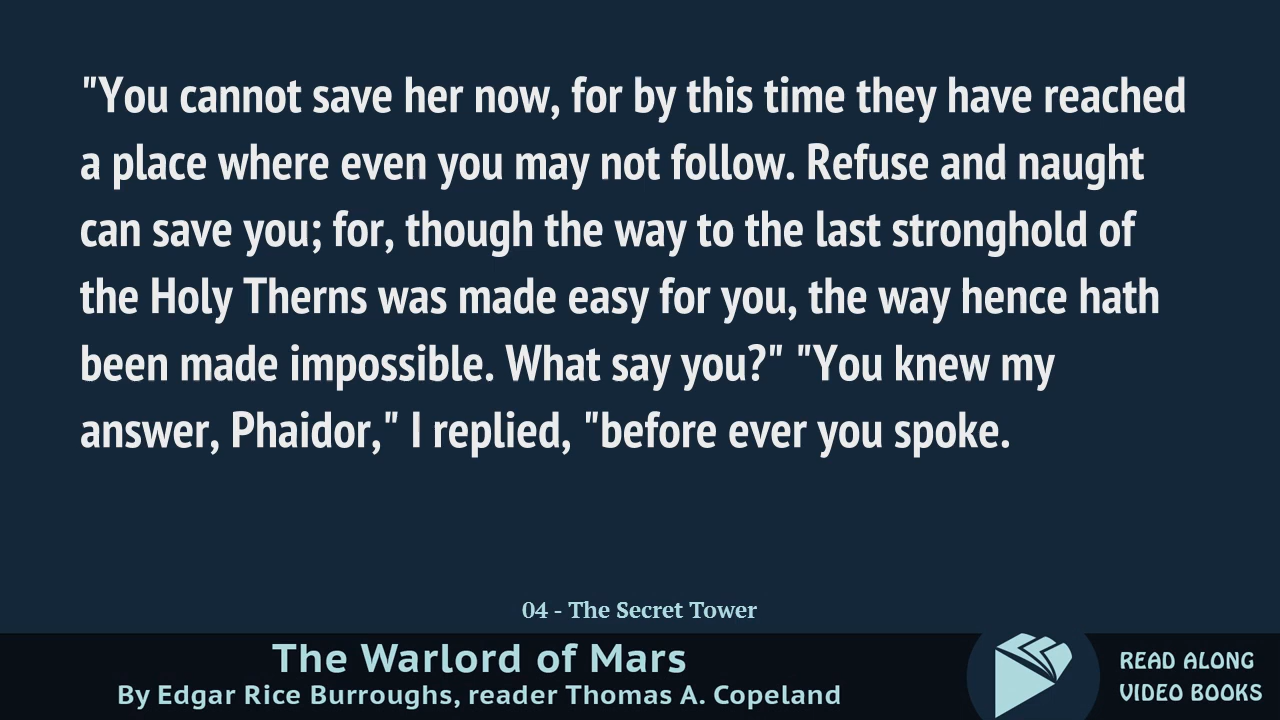 "You cannot save her now, for by this time they have reached
a place where even you may not follow. Refuse and naught
can save you; for, though the way to the last stronghold of
the Holy Therns was made easy for you, the way hence hath
been made impossible. What say you?" "You knew my
answer, Phaidor," I replied, "before ever you spoke.
04 - The Secret Tower
The Warlord of Mars
By Edgar Rice Burroughs, reader Thomas A. Copeland
READ ALONG
VIDEO BOOKS